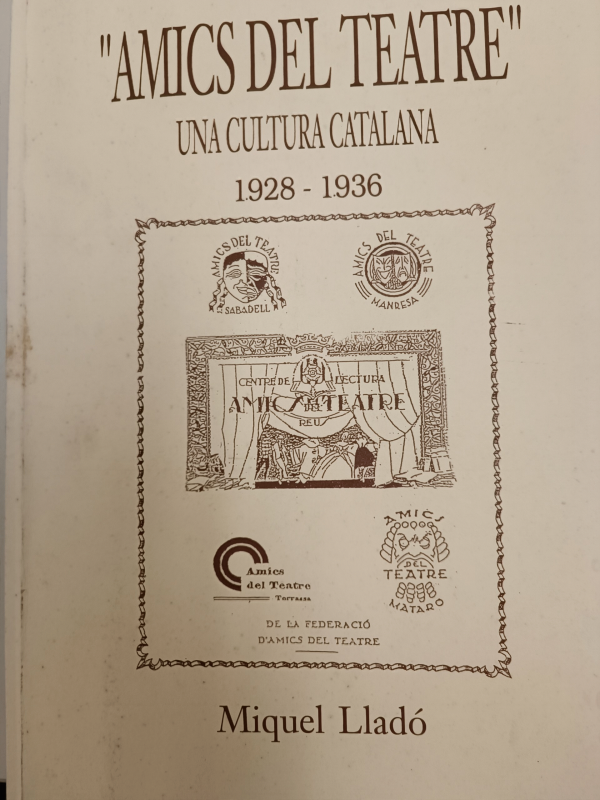 "AMICS DEL TEATRE"
UNA CULTURA CATALANA
1928 - 1936
AMICS DEL TEATRE
SABADELL
AMICS DEL TEATRE
MANRESA
CENTRE DE LECTURA
AMICS DEL TEATRE
REUS
Amics
del Teatre
Terrassa
AMICS
DEL
TEATRE
MATARO
DE LA FEDERACIÓ
D'AMICS DEL TEATRE
Miquel Lladó